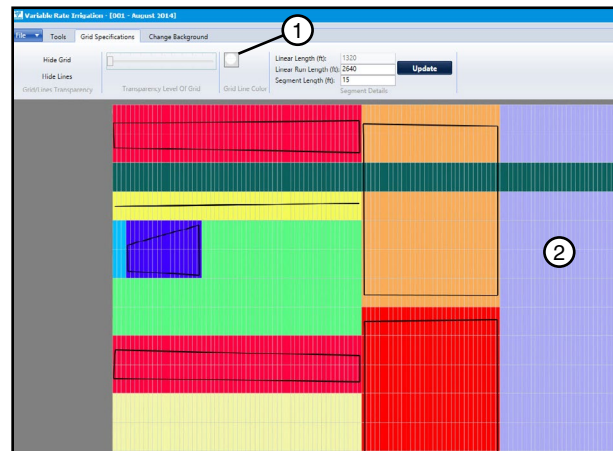 Variable Rate Irrigation - [001 - August 2014]
1
File Tools Grid Specifications Change Background
Hide Grid
Hide Lines
Grid/Lines Transparency
Transparency Level Of Grid
Grid Line Color
Linear Length (ft): 1320
Linear Run Length (ft): 2640
Segment Length (ft): 15
Update
Segment Details
2